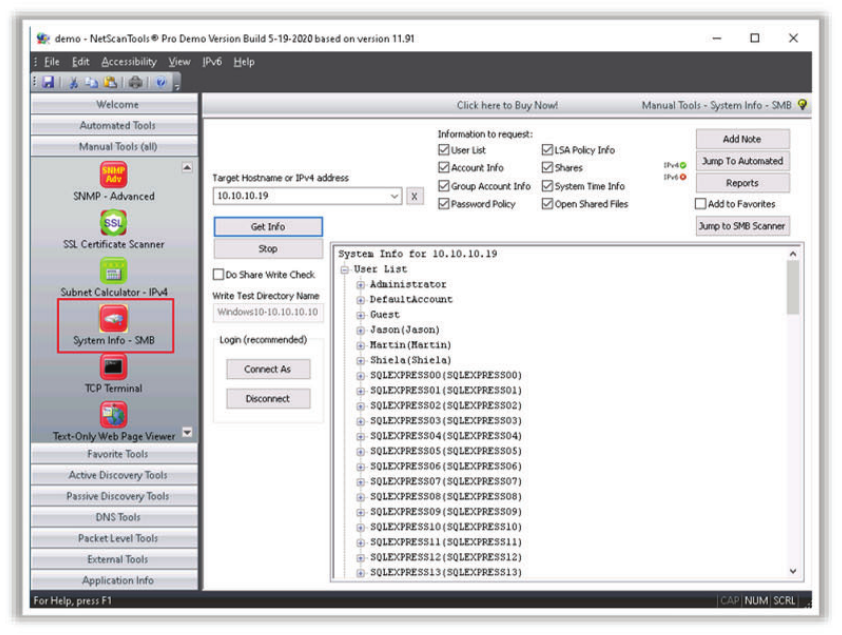 demo - NetScanTools® Pro Demo Version Build 5-19-2020 based on version 11.91
File Edit Accessibility View IPv6 Help
Welcome
Automated Tools
Manual Tools (all)
SNMP Adv
SNMP - Advanced
SSL
SSL Certificate Scanner
Subnet Calculator - IPv4
System Info - SMB
TCP Terminal
Text-Only Web Page Viewer
Favorite Tools
Active Discovery Tools
Passive Discovery Tools
DNS Tools
Packet Level Tools
External Tools
Application Info
Click here to Buy Now!
Manual Tools - System Info - SMB
Target Hostname or IPv4 address
10.10.10.19
X
Get Info
Stop
Do Share Write Check
Write Test Directory Name
Windows10-10.10.10.10
Login (recommended)
Connect As
Disconnect
Information to request:
User List
LSA Policy Info
Account Info
Shares
Group Account Info
System Time Info
Password Policy
Open Shared Files
IPv4
IPv6
Add Note
Jump To Automated
Reports
Add to Favorites
Jump to SMB Scanner
System Info for 10.10.10.19
User List
Administrator
DefaultAccount
Guest
Jason(Jason)
Martin(Martin)
Shiela(Shiela)
SQLEXPRESS00(SQLEXPRESS00)
SQLEXPRESS01(SQLEXPRESS01)
SQLEXPRESS02(SQLEXPRESS02)
SQLEXPRESS03(SQLEXPRESS03)
SQLEXPRESS04(SQLEXPRESS04)
SQLEXPRESS05(SQLEXPRESS05)
SQLEXPRESS06(SQLEXPRESS06)
SQLEXPRESS07(SQLEXPRESS07)
SQLEXPRESS08(SQLEXPRESS08)
SQLEXPRESS09(SQLEXPRESS09)
SQLEXPRESS10(SQLEXPRESS10)
SQLEXPRESS11(SQLEXPRESS11)
SQLEXPRESS12(SQLEXPRESS12)
SQLEXPRESS13(SQLEXPRESS13)
For Help, press F1
CAP NUM SCRL